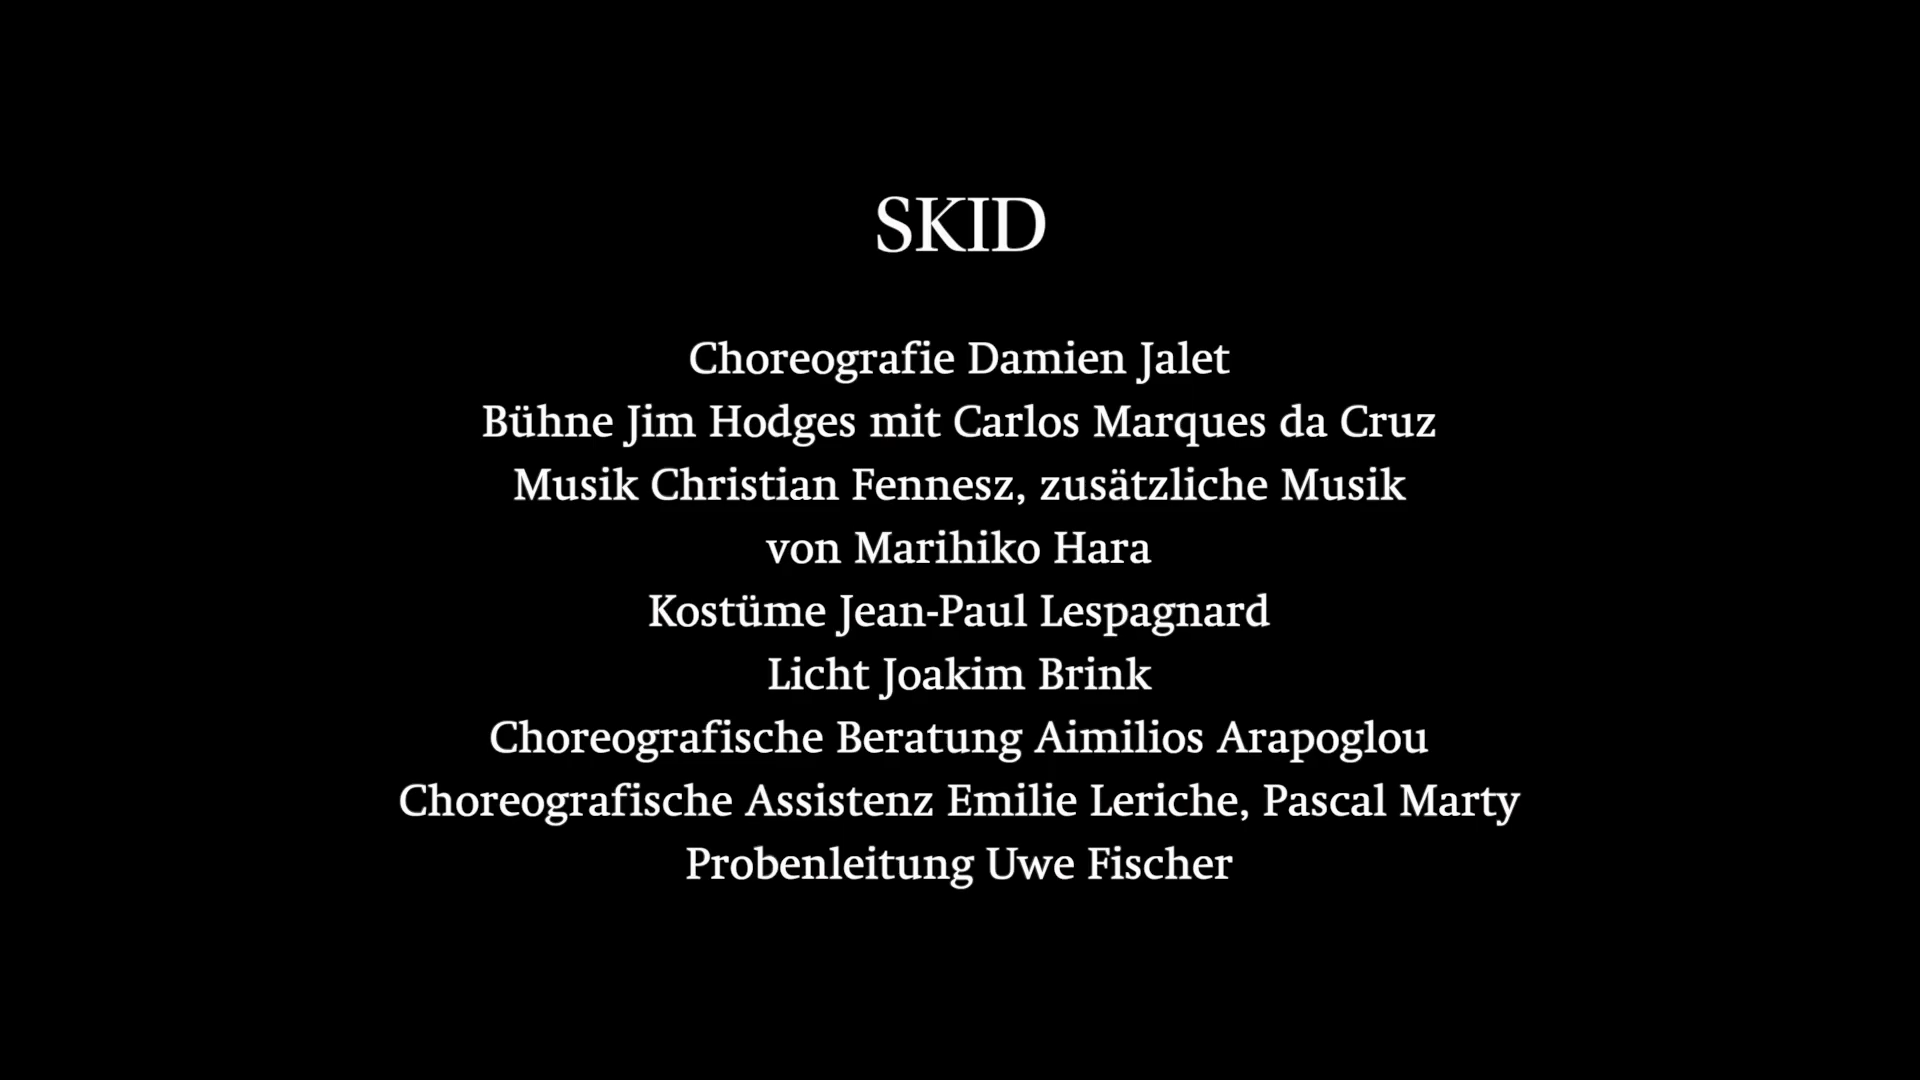 SKID
Choreografie Damien Jalet
Bühne Jim Hodges mit Carlos Marques da Cruz
Musik Christian Fennesz, zusätzliche Musik
von Marihiko Hara
Kostüme Jean-Paul Lespagnard
Licht Joakim Brink
Choreografische Beratung Aimilios Arapoglou
Choreografische Assistenz Emilie Leriche, Pascal Marty
Probenleitung Uwe Fischer